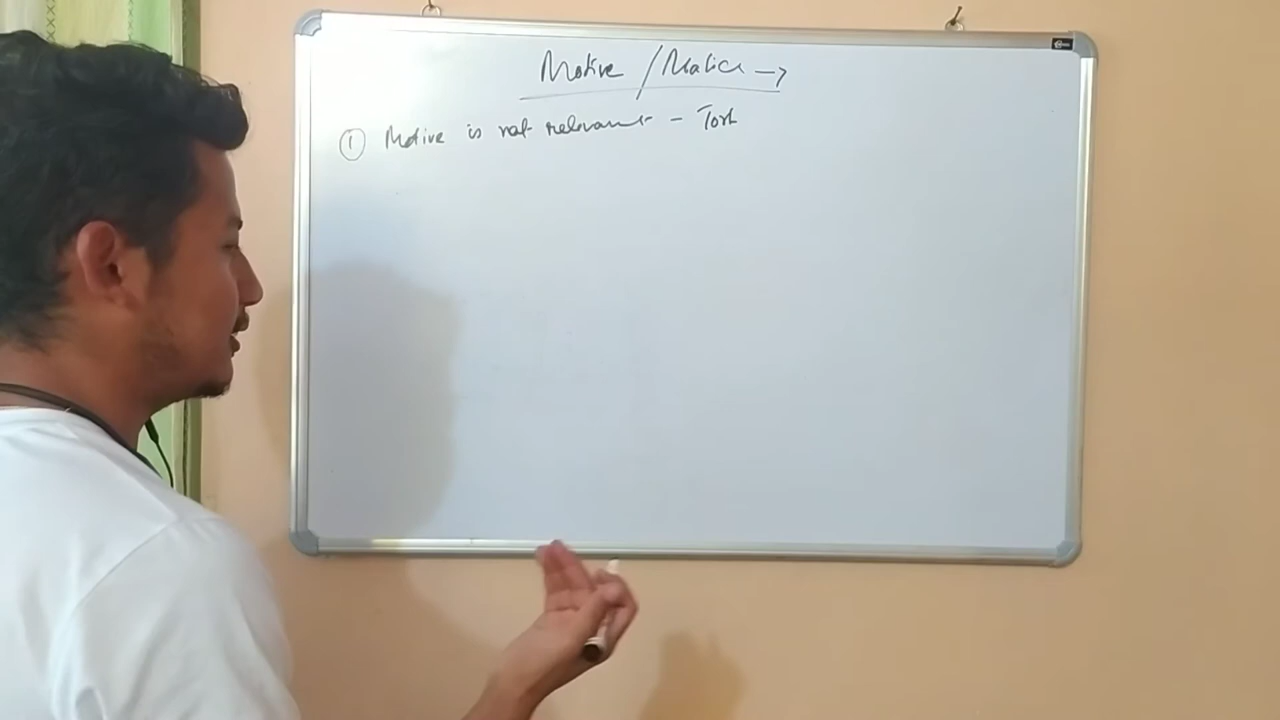 Motive / Malice →
① Motive is not relevant - Tort